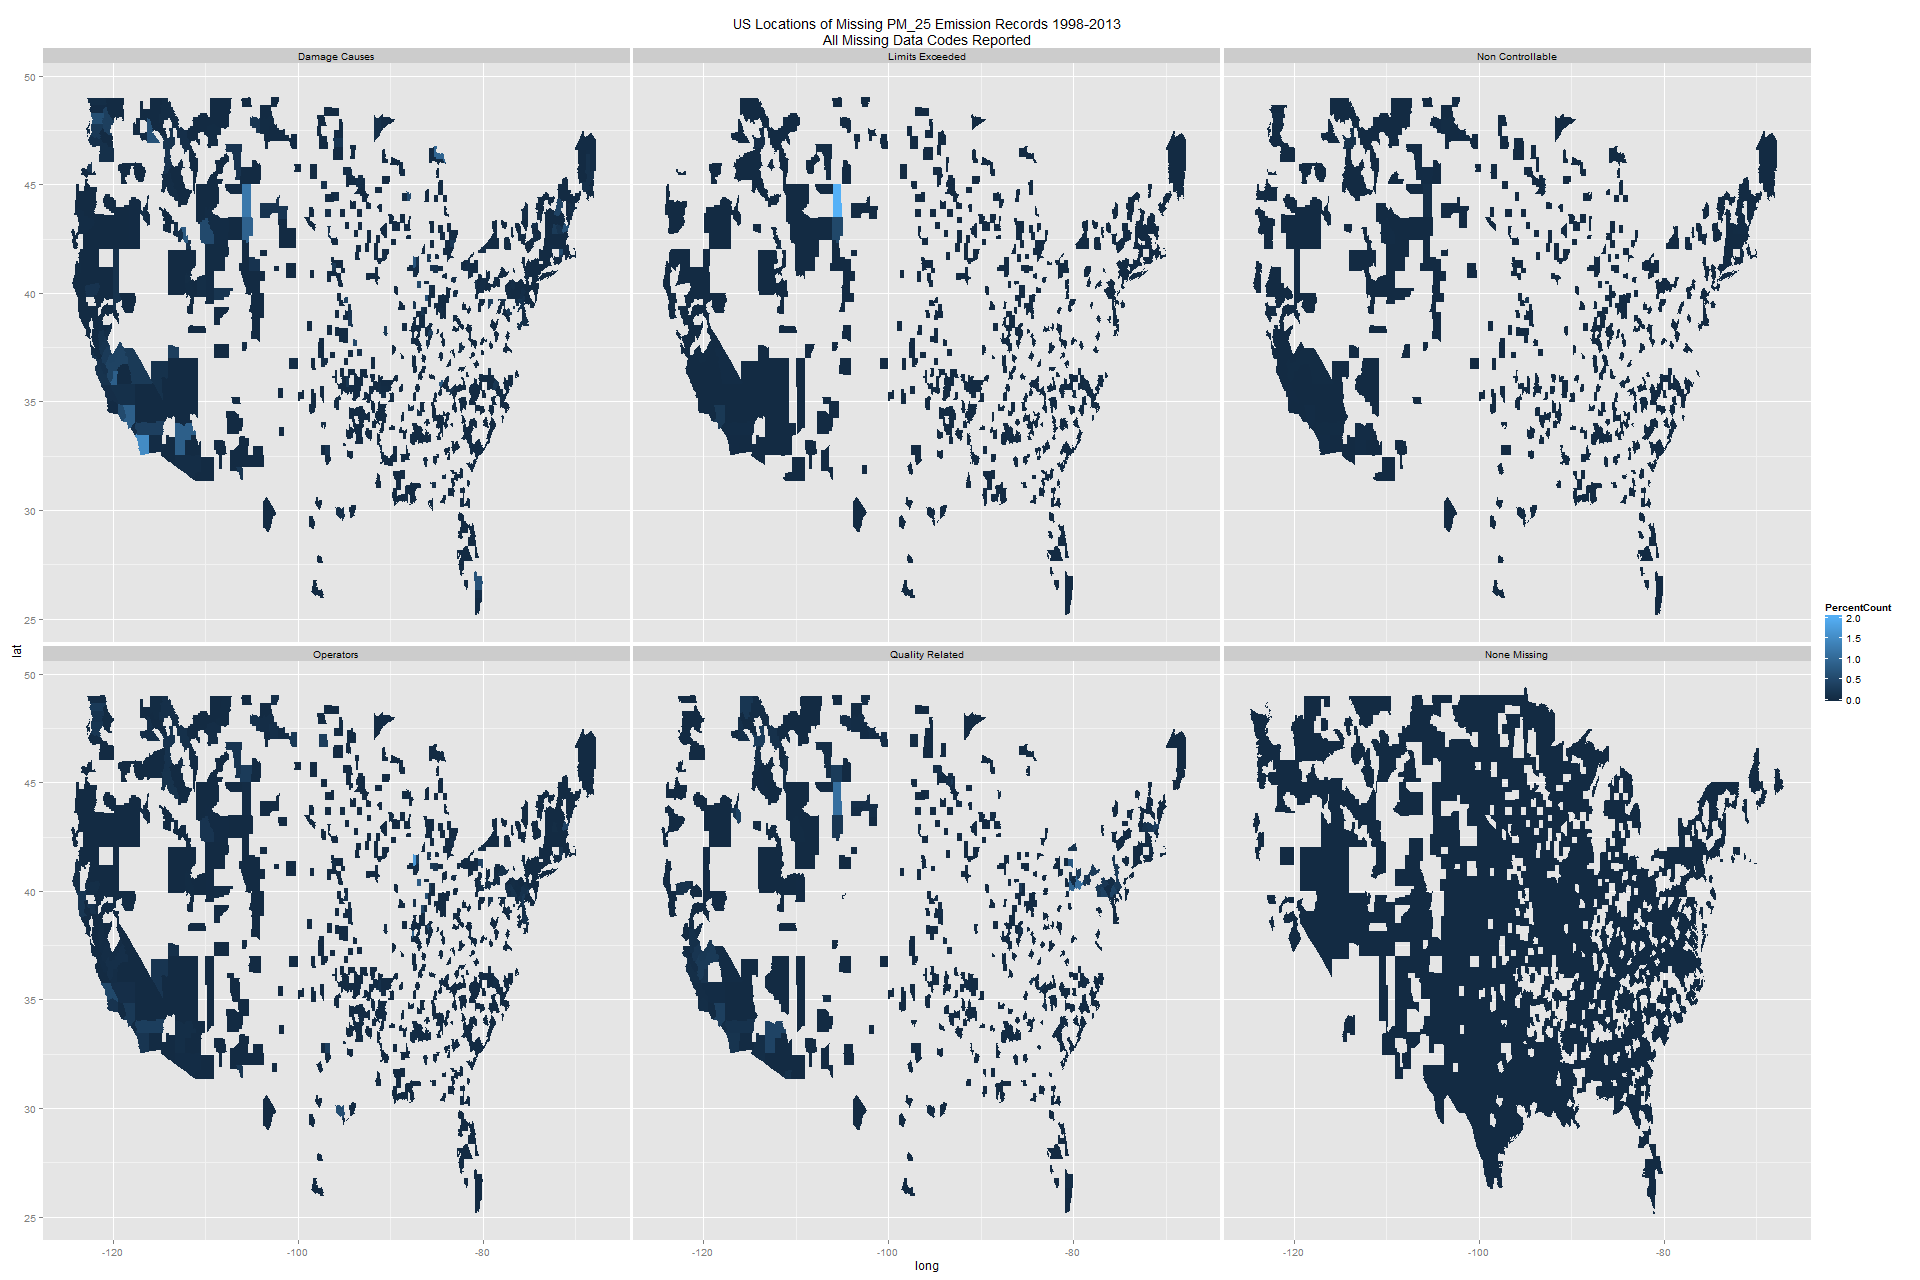 US Locations of Missing PM_25 Emission Records 1998-2013
All Missing Data Codes Reported
Damage Causes
Limits Exceeded
Non Controllable
50
45
40
35
30
25
lat
Operators
Quality Related
None Missing
50
45
40
35
30
25
-120
-100
-80
-120
-100
-80
-120
-100
-80
long
PercentCount
2.0
1.5
1.0
0.5
0.0